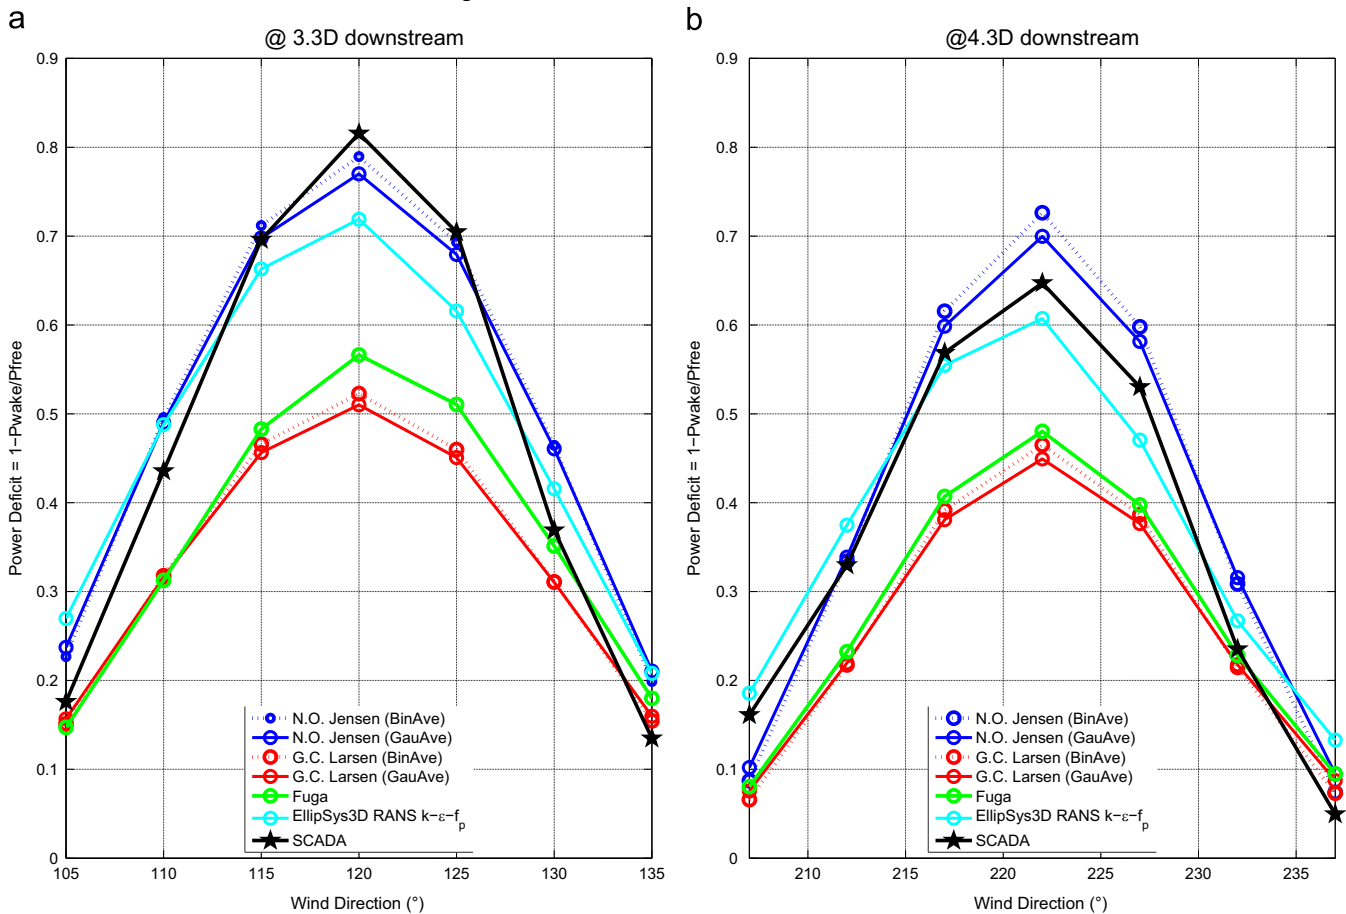 a
@ 3.3D downstream
0.9
0.8
0.7
0.6
0.5
0.4
0.3
0.2
0.1
0
Power Deficit = 1−Pwake/Pfree
N.O. Jensen (BinAve)
N.O. Jensen (GauAve)
G.C. Larsen (BinAve)
G.C. Larsen (GauAve)
Fuga
EllipSys3D RANS k−ε−fp
SCADA
105 110 115 120 125 130 135
Wind Direction (°)
b
@4.3D downstream
0.9
0.8
0.7
0.6
0.5
0.4
0.3
0.2
0.1
0
Power Deficit = 1−Pwake/Pfree
N.O. Jensen (BinAve)
N.O. Jensen (GauAve)
G.C. Larsen (BinAve)
G.C. Larsen (GauAve)
Fuga
EllipSys3D RANS k−ε−fp
SCADA
210 215 220 225 230 235
Wind Direction (°)